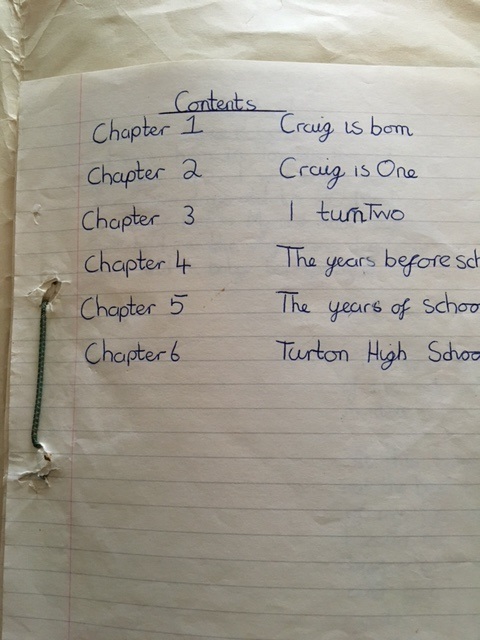 Contents
Chapter 1 Craig is born
Chapter 2 Craig is One
Chapter 3 I turn Two
Chapter 4 The years before sch
Chapter 5 The years of schoo
Chapter 6 Turton High Schoo